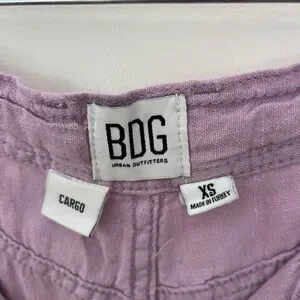 BDG
URBAN OUTFITTERS
CARGO
XS
MADE IN TURKEY